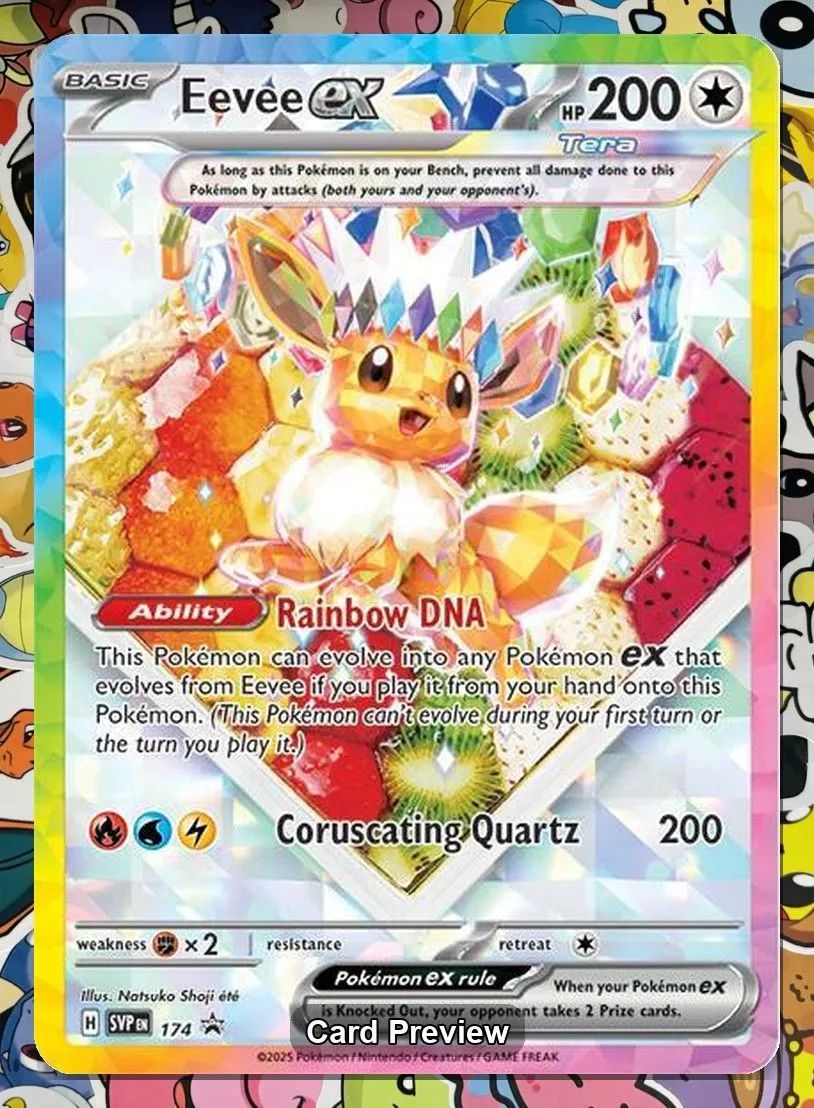 BASIC Eevee ex HP 200
Tera
As long as this Pokémon is on your Bench, prevent all damage done to this
Pokémon by attacks (both yours and your opponent's).
Ability Rainbow DNA
This Pokémon can evolve into any Pokémon ex that
evolves from Eevee if you play it from your hand onto this
Pokémon. (This Pokémon can't evolve during your first turn or
the turn you play it.)
Coruscating Quartz 200
weakness ×2 resistance retreat
Pokémon ex rule When your Pokémon ex
is Knocked Out, your opponent takes 2 Prize cards.
Illus. Natsuko Shoji été
H SVP EN 174
Card Preview
©2025 Pokémon / Nintendo / Creatures / GAME FREAK